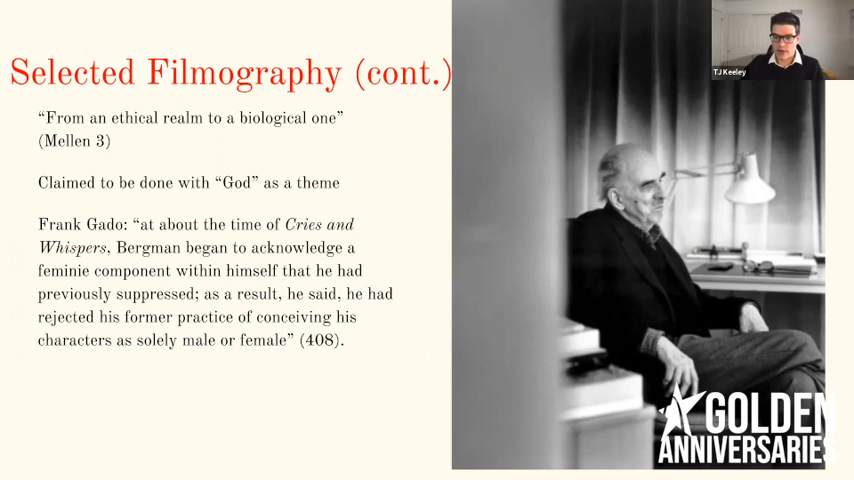 Selected Filmography (cont.)
“From an ethical realm to a biological one”
(Mellen 3)
Claimed to be done with “God” as a theme
Frank Gado: “at about the time of Cries and
Whispers, Bergman began to acknowledge a
feminie component within himself that he had
previously suppressed; as a result, he said, he had
rejected his former practice of conceiving his
characters as solely male or female” (408).
TJ Keeley
GOLDEN
ANNIVERSARIES